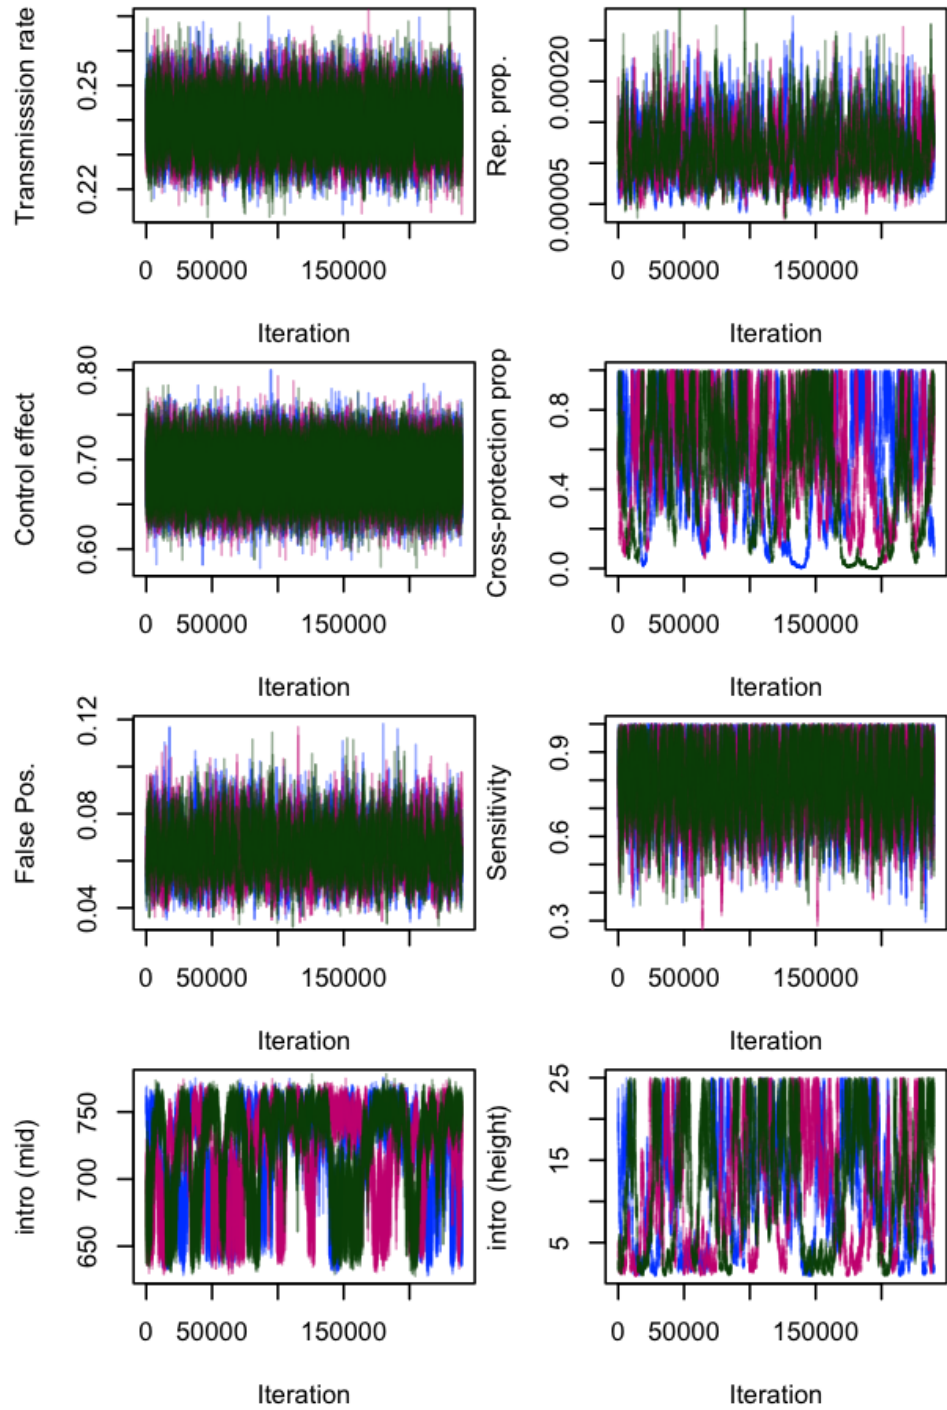 Transmisssion rate
0.25
0.22
0 50000 150000
Iteration
Rep. prop.
0.00020
0.00005
0 50000 150000
Iteration
Control effect
0.80
0.70
0.60
0 50000 150000
Iteration
Cross-protection prop
0.8
0.4
0.0
0 50000 150000
Iteration
False Pos.
0.12
0.08
0.04
0 50000 150000
Iteration
Sensitivity
0.9
0.6
0.3
0 50000 150000
Iteration
intro (mid)
750
700
650
0 50000 150000
Iteration
intro (height)
25
15
5
0 50000 150000
Iteration